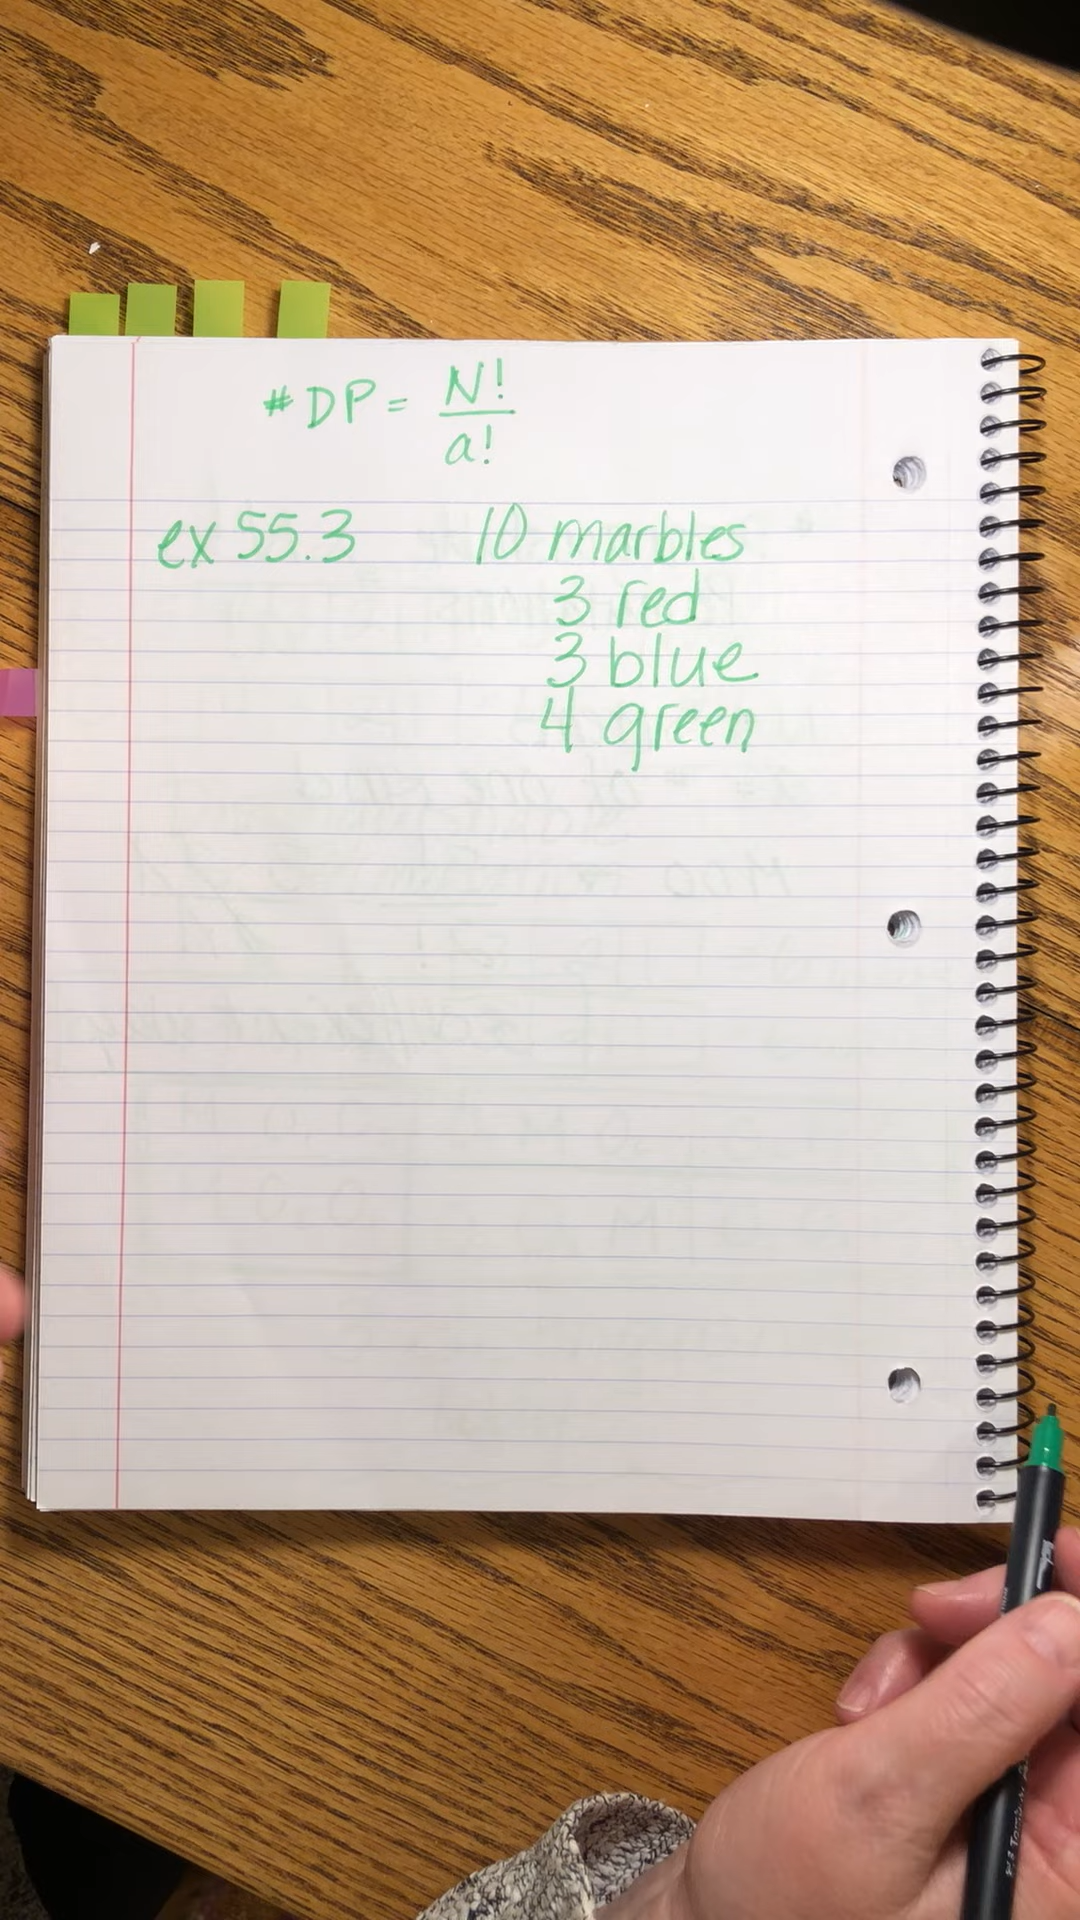 #DP = N!
a!
ex 55.3 10 marbles
3 red
3 blue
4 green